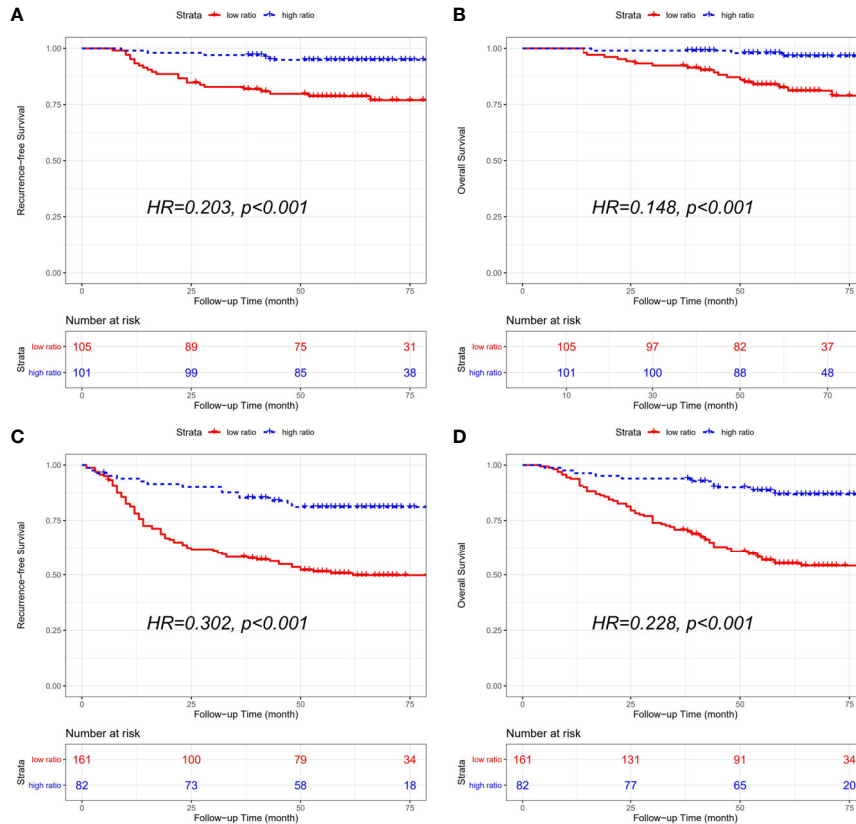 A
Strata low ratio high ratio
1.00
0.75
0.50
0.25
0.00
Recurrence-free Survival
HR=0.203, p<0.001
0 25 50 75
Follow-up Time (month)
Number at risk
Strata
low ratio 105 89 75 31
high ratio 101 99 85 38
0 25 50 75
Follow-up Time (month)
B
Strata low ratio high ratio
1.00
0.75
0.50
0.25
0.00
Overall Survival
HR=0.148, p<0.001
0 25 50 75
Follow-up Time (month)
Number at risk
Strata
low ratio 105 97 82 37
high ratio 101 100 88 48
10 30 50 70
Follow-up Time (month)
C
Strata low ratio high ratio
1.00
0.75
0.50
0.25
0.00
Recurrence-free Survival
HR=0.302, p<0.001
0 25 50 75
Follow-up Time (month)
Number at risk
Strata
low ratio 161 100 79 34
high ratio 82 73 58 18
0 25 50 75
Follow-up Time (month)
D
Strata low ratio high ratio
1.00
0.75
0.50
0.25
0.00
Overall Survival
HR=0.228, p<0.001
0 25 50 75
Follow-up Time (month)
Number at risk
Strata
low ratio 161 131 91 34
high ratio 82 77 65 20
0 25 50 75
Follow-up Time (month)